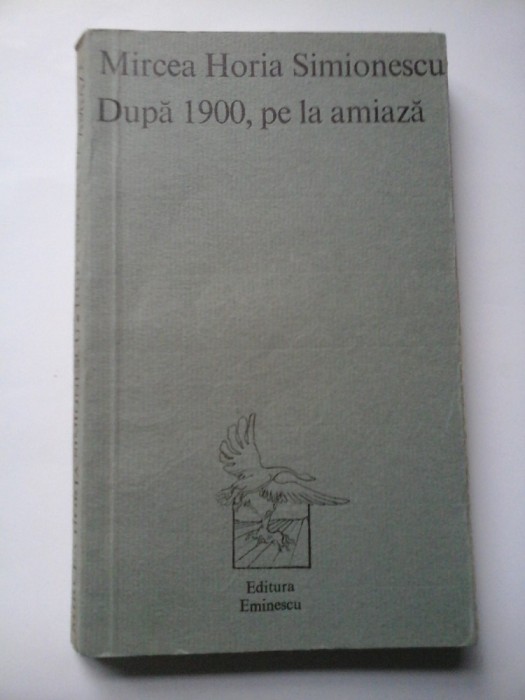 Mircea Horia Simionescu
După 1900, pe la amiază
Editura
Eminescu